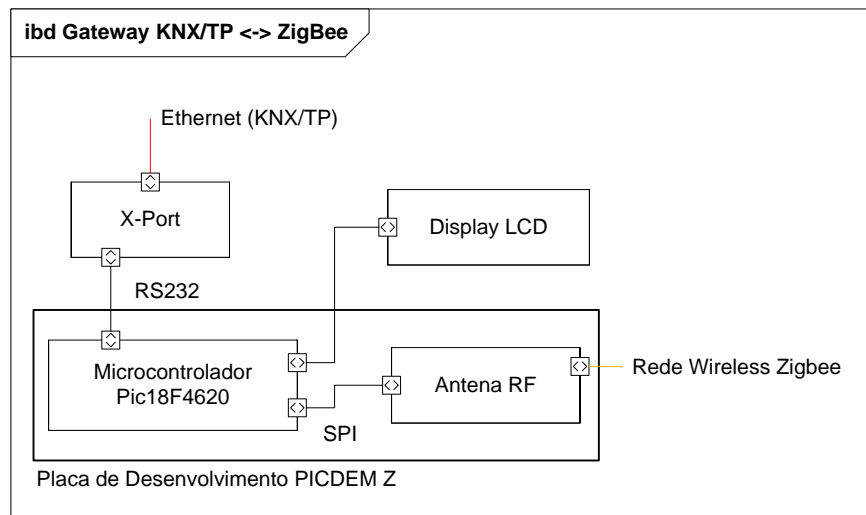 ibd Gateway KNX/TP <-> ZigBee
Ethernet (KNX/TP)
X-Port
Display LCD
RS232
Microcontrolador
Pic18F4620
Antena RF
Rede Wireless Zigbee
SPI
Placa de Desenvolvimento PICDEM Z